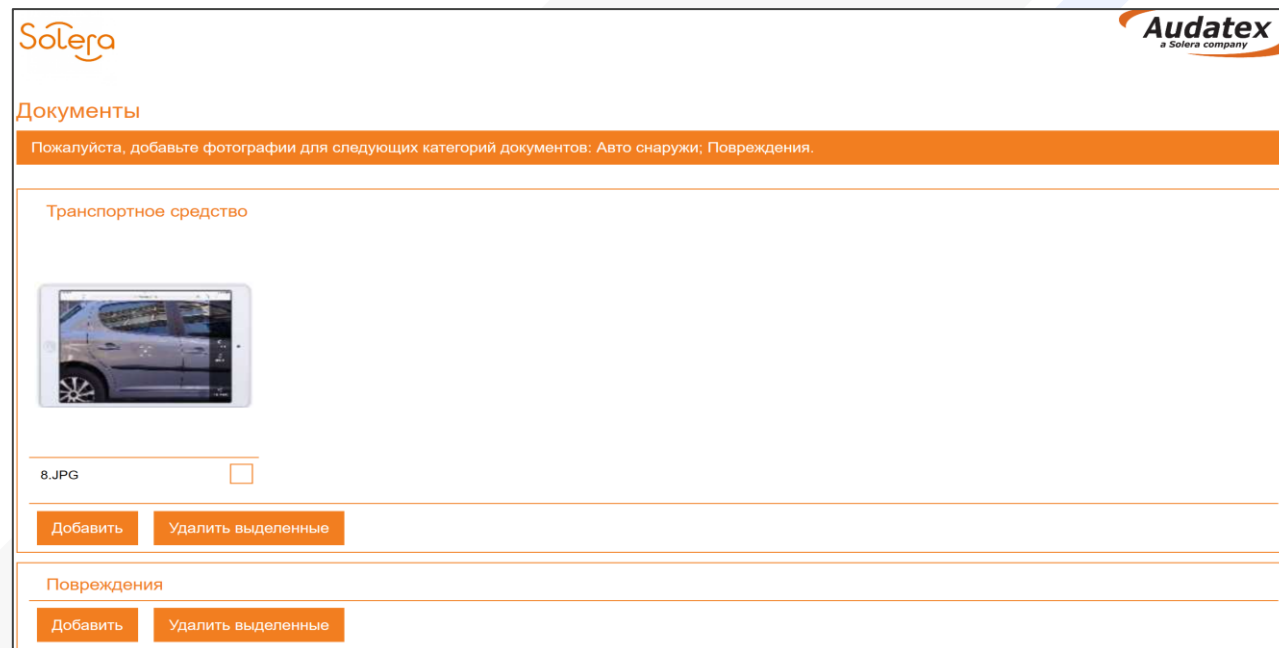 Solera
Audatex
a Solera company
Документы
Пожалуйста, добавьте фотографии для следующих категорий документов: Авто снаружи; Повреждения.
Транспортное средство
8.JPG
Добавить Удалить выделенные
Повреждения
Добавить Удалить выделенные